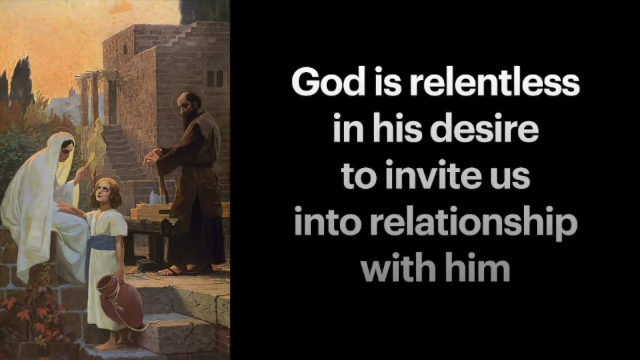 God is relentless
in his desire
to invite us
into relationship
with him